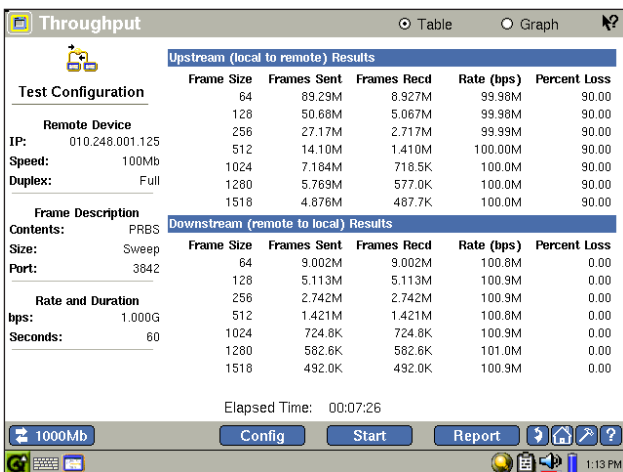 Throughput
Table
Graph
Test Configuration
Remote Device
IP: 010.248.001.125
Speed: 100Mb
Duplex: Full
Frame Description
Contents: PRBS
Size: Sweep
Port: 3842
Rate and Duration
bps: 1.000G
Seconds: 60
Upstream (local to remote) Results
Frame Size Frames Sent Frames Recd Rate (bps) Percent Loss
64 89.29M 8.927M 99.98M 90.00
128 50.68M 5.067M 99.98M 90.00
256 27.17M 2.717M 99.99M 90.00
512 14.10M 1.410M 100.00M 90.00
1024 7.184M 718.5K 100.0M 90.00
1280 5.769M 577.0K 100.0M 90.00
1518 4.876M 487.7K 100.0M 90.00
Downstream (remote to local) Results
Frame Size Frames Sent Frames Recd Rate (bps) Percent Loss
64 9.002M 9.002M 100.8M 0.00
128 5.113M 5.113M 100.9M 0.00
256 2.742M 2.742M 100.9M 0.00
512 1.421M 1.421M 100.8M 0.00
1024 724.8K 724.8K 100.9M 0.00
1280 582.6K 582.6K 101.0M 0.00
1518 492.0K 492.0K 100.9M 0.00
Elapsed Time: 00:07:26
1000Mb Config Start Report ?
1:13 PM